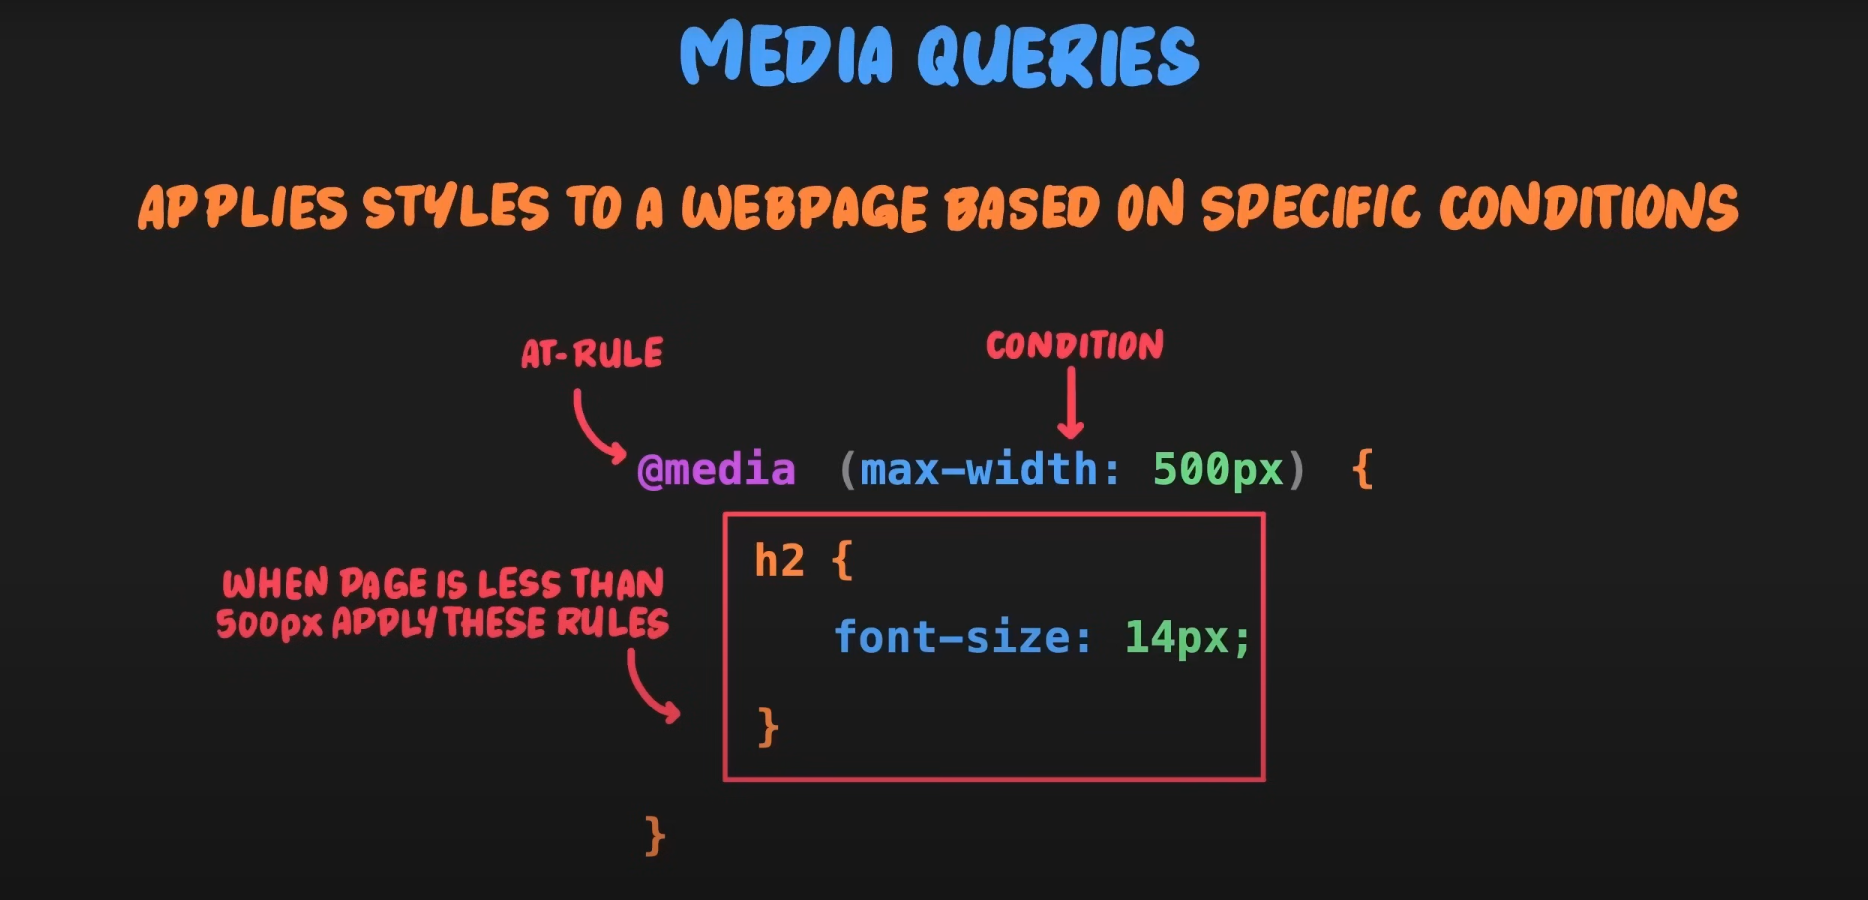 MEDIA QUERIES
APPLIES STYLES TO A WEBPAGE BASED ON SPECIFIC CONDITIONS
AT-RULE
CONDITION
@media (max-width: 500px) {
h2 {
WHEN PAGE IS LESS THAN
500px APPLY THESE RULES
font-size: 14px;
}
}